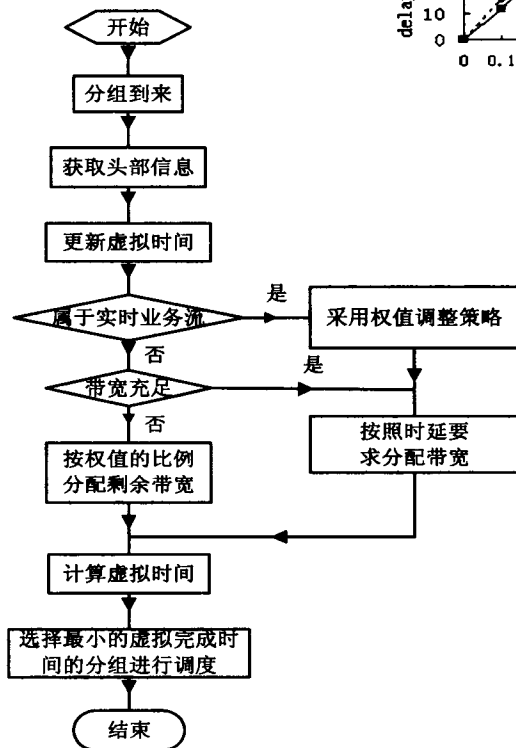 开始
delay
10
0
0
0.1
分组到来
获取头部信息
更新虚拟时间
属于实时业务流
是
采用权值调整策略
否
带宽充足
是
否
按权值的比例
分配剩余带宽
按照时延要
求分配带宽
计算虚拟时间
选择最小的虚拟完成时
间的分组进行调度
结束